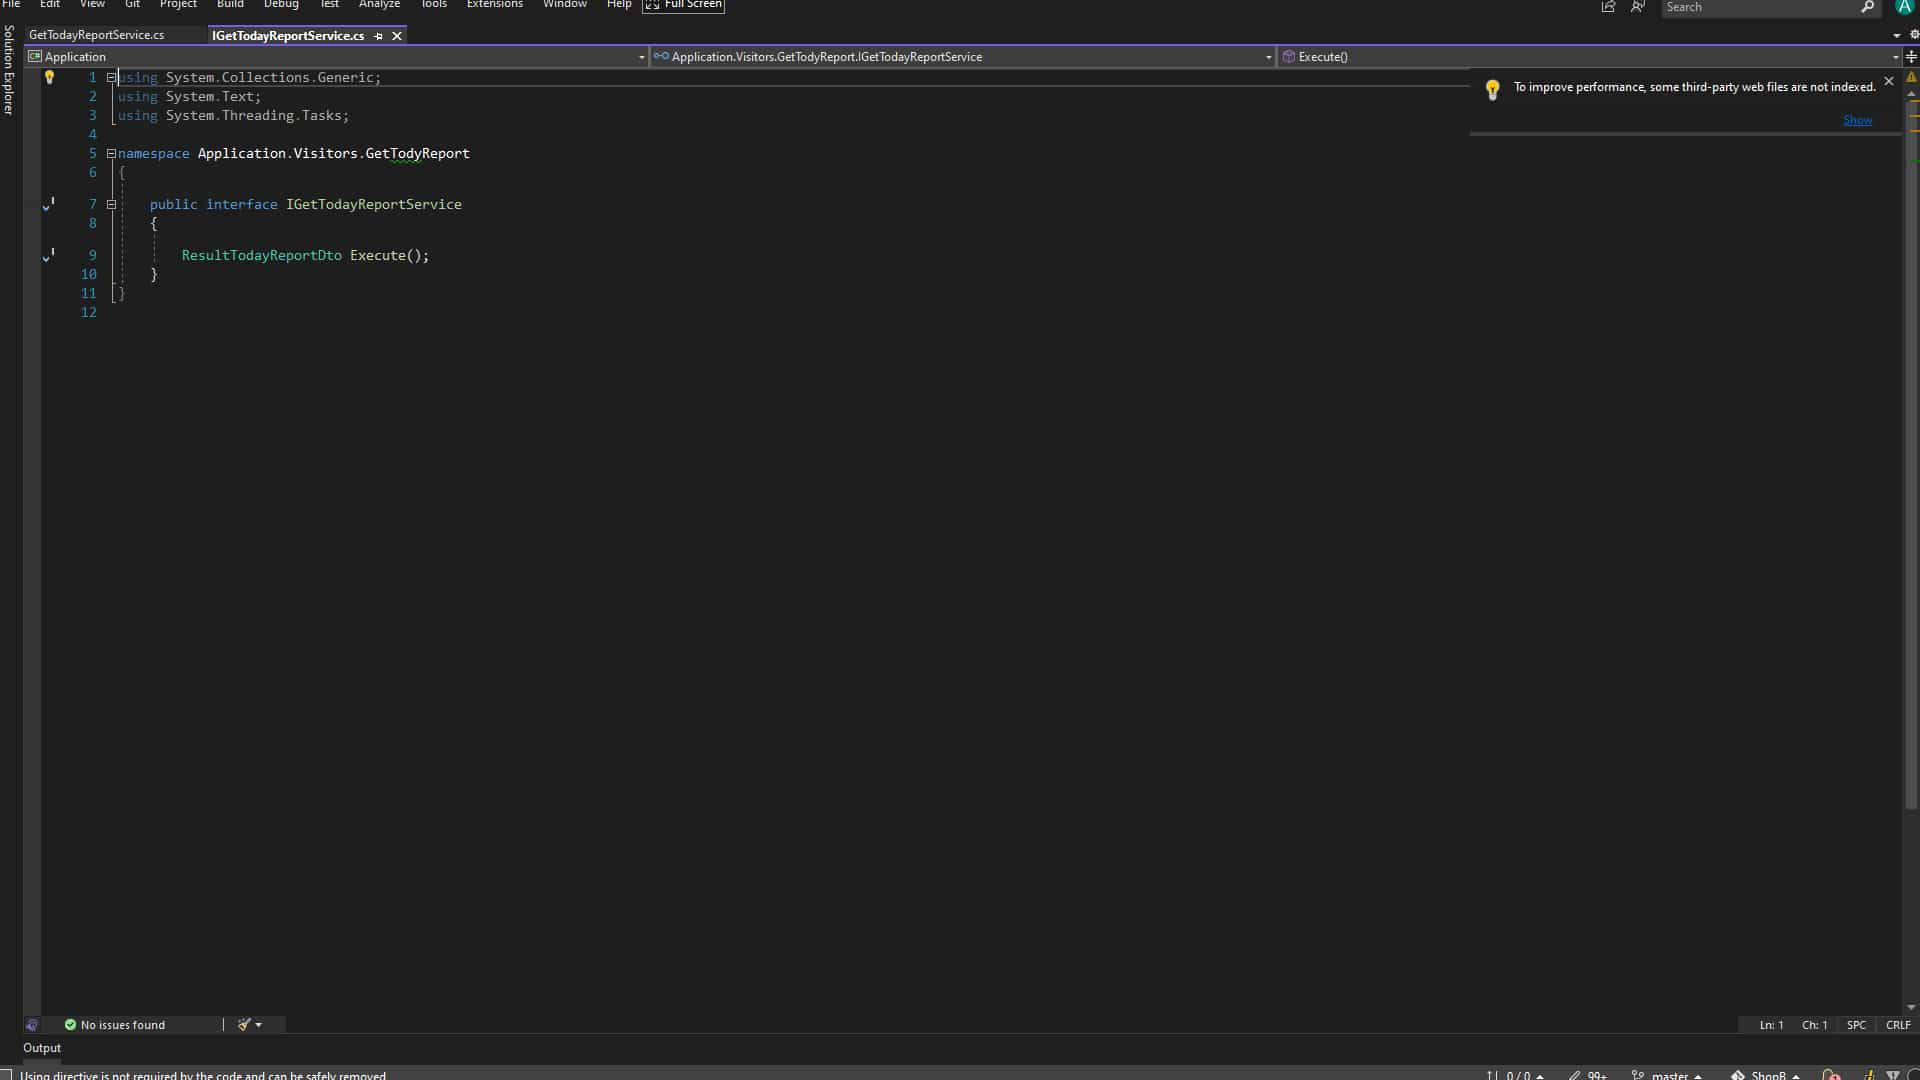 File Edit View Git Project Build Debug Test Analyze Tools Extensions Window Help Full Screen Search A
Solution Explorer
GetTodayReportService.cs IGetTodayReportService.cs
Application Application.Visitors.GetTodyReport.IGetTodayReportService Execute()
1 using System.Collections.Generic;
2 using System.Text;
3 using System.Threading.Tasks;
4
5 namespace Application.Visitors.GetTodyReport
6 {
7 public interface IGetTodayReportService
8 {
9 ResultTodayReportDto Execute();
10 }
11 }
12
To improve performance, some third-party web files are not indexed.
Show
No issues found
Ln: 1 Ch: 1 SPC CRLF
Output
Using directive is not required by the code and can be safely removed 0 / 0 99+ master ShopB